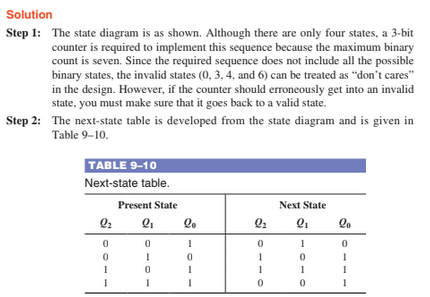 Solution
Step 1: The state diagram is as shown. Although there are only four states, a 3-bit
counter is required to implement this sequence because the maximum binary
count is seven. Since the required sequence does not include all the possible
binary states, the invalid states (0, 3, 4, and 6) can be treated as “don’t cares”
in the design. However, if the counter should erroneously get into an invalid
state, you must make sure that it goes back to a valid state.
Step 2: The next-state table is developed from the state diagram and is given in
Table 9–10.
TABLE 9–10
Next-state table.
Present State Next State
Q2 Q1 Q0 Q2 Q1 Q0
0 0 1 0 1 0
0 1 0 1 0 1
1 0 1 1 1 1
1 1 1 0 0 1